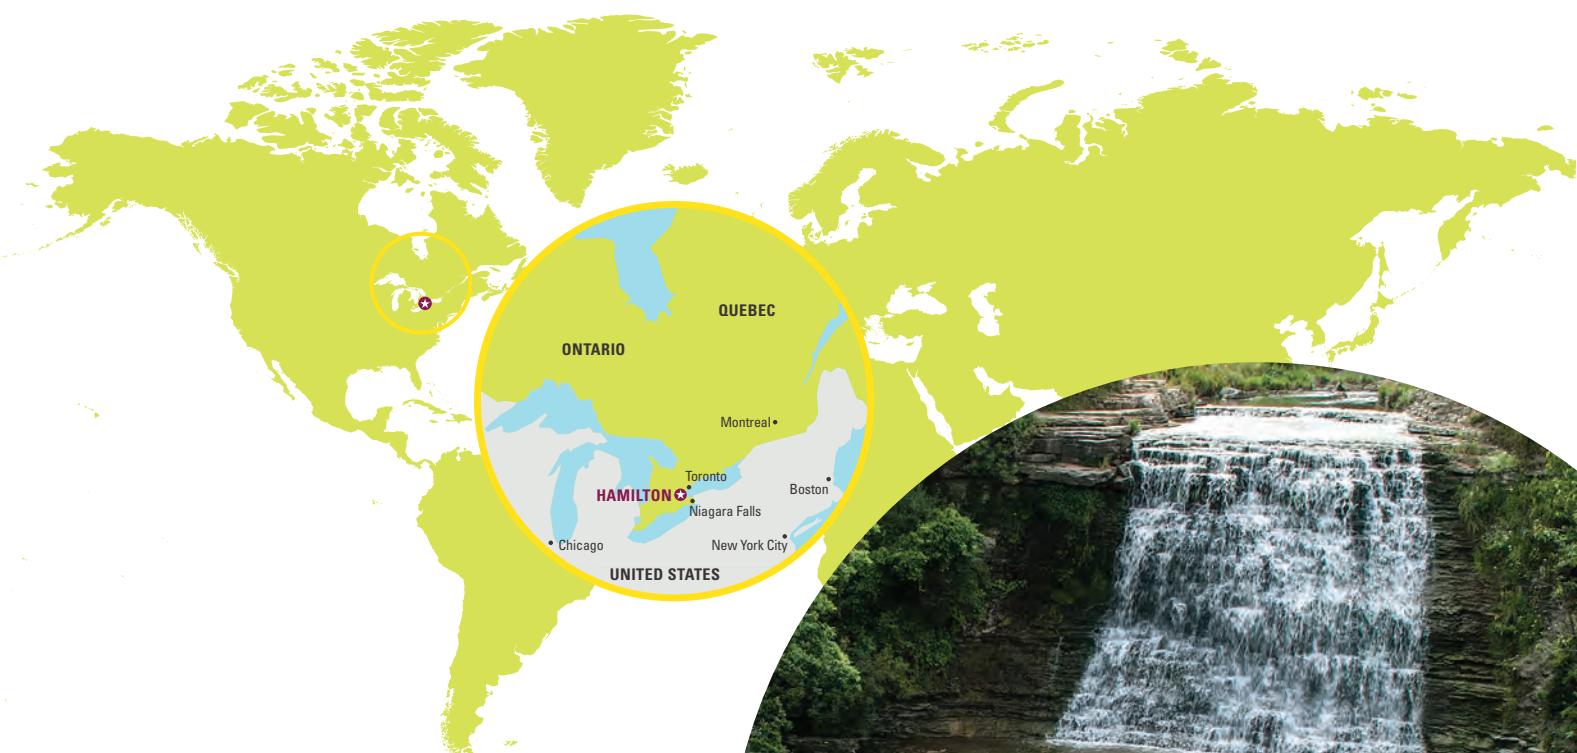 QUEBEC
ONTARIO
Montreal
Toronto
HAMILTON
Boston
Niagara Falls
Chicago
New York City
UNITED STATES